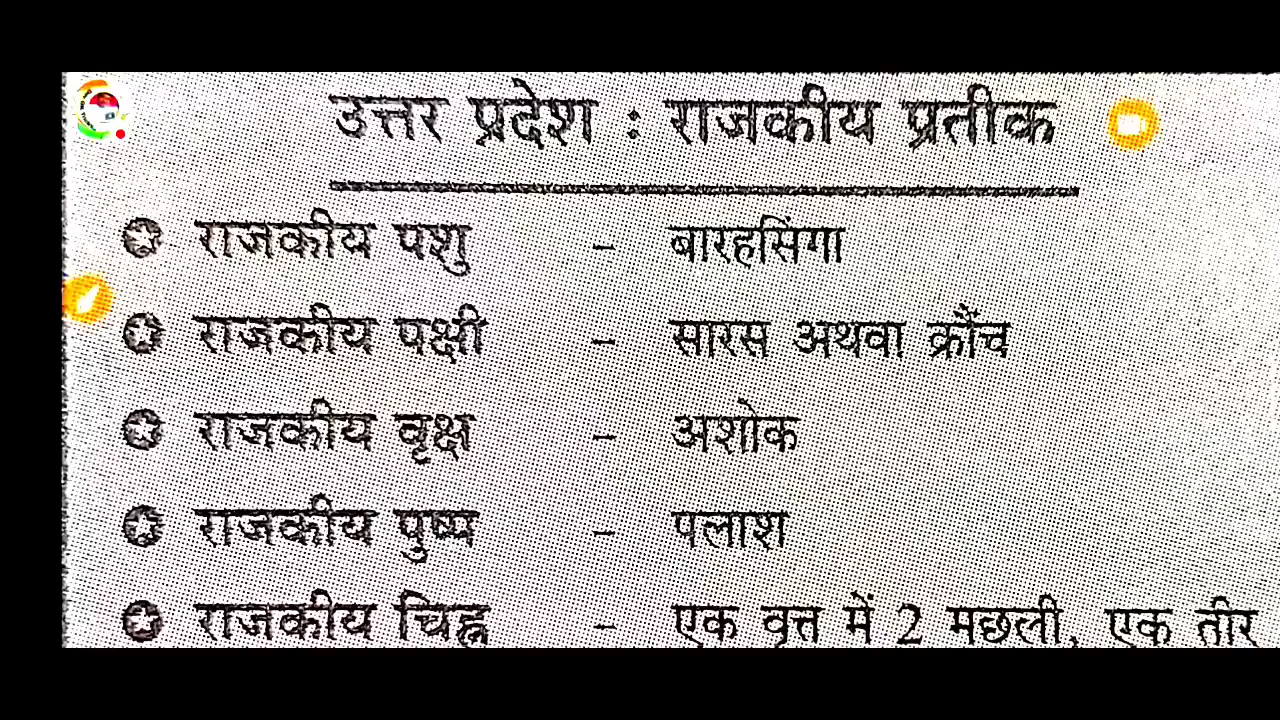 उत्तर प्रदेश : राजकीय प्रतीक
राजकीय पशु - बारहसिंगा
राजकीय पक्षी - सारस अथवा क्रौंच
राजकीय वृक्ष - अशोक
राजकीय पुष्प - पलाश
राजकीय चिह्न - एक वृत्त में 2 मछली, एक तीर